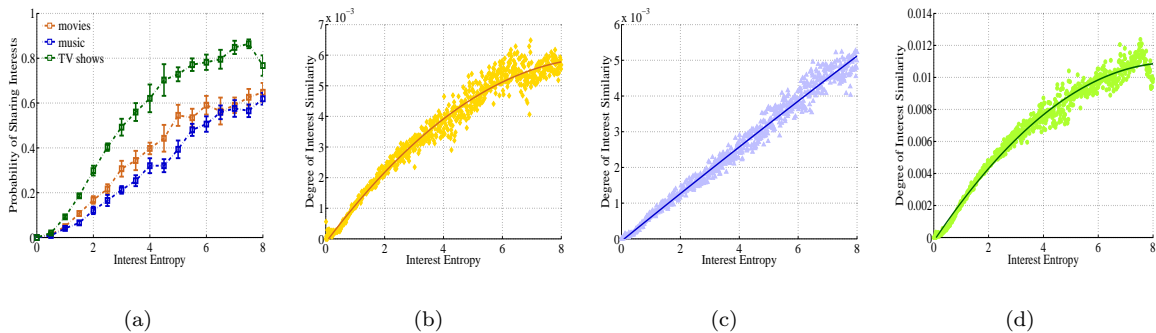 movies
music
TV shows
Probability of Sharing Interests
1
0.8
0.6
0.4
0.2
0
0 2 4 6 8
Interest Entropy
(a)
x 10⁻³
Degree of Interest Similarity
7
6
5
4
3
2
1
0
0 2 4 6 8
Interest Entropy
(b)
x 10⁻³
Degree of Interest Similarity
6
5
4
3
2
1
0
0 2 4 6 8
Interest Entropy
(c)
Degree of Interest Similarity
0.014
0.012
0.01
0.008
0.006
0.004
0.002
0
0 2 4 6 8
Interest Entropy
(d)